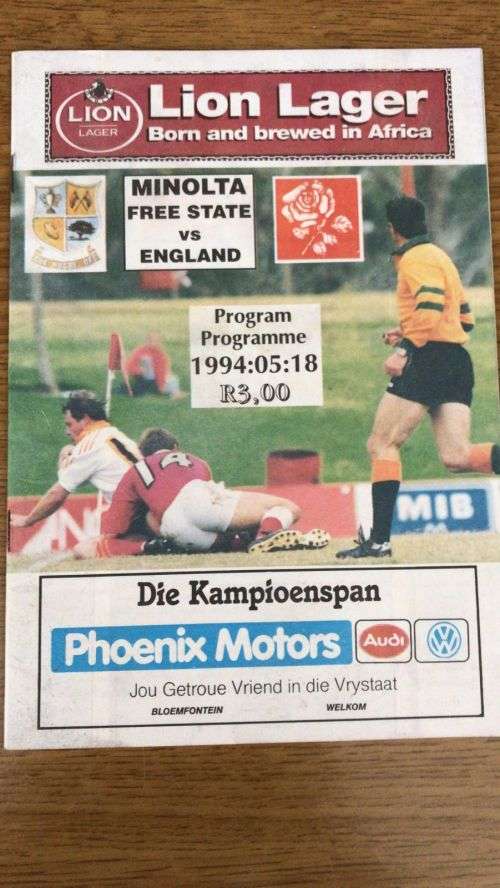 LION
LAGER
Lion Lager
Born and brewed in Africa
MINOLTA
FREE STATE
vs
ENGLAND
Program
Programme
1994:05:18
R3,00
14
MIB
Die Kampioenspan
Phoenix Motors
Audi
Jou Getroue Vriend in die Vrystaat
BLOEMFONTEIN WELKOM